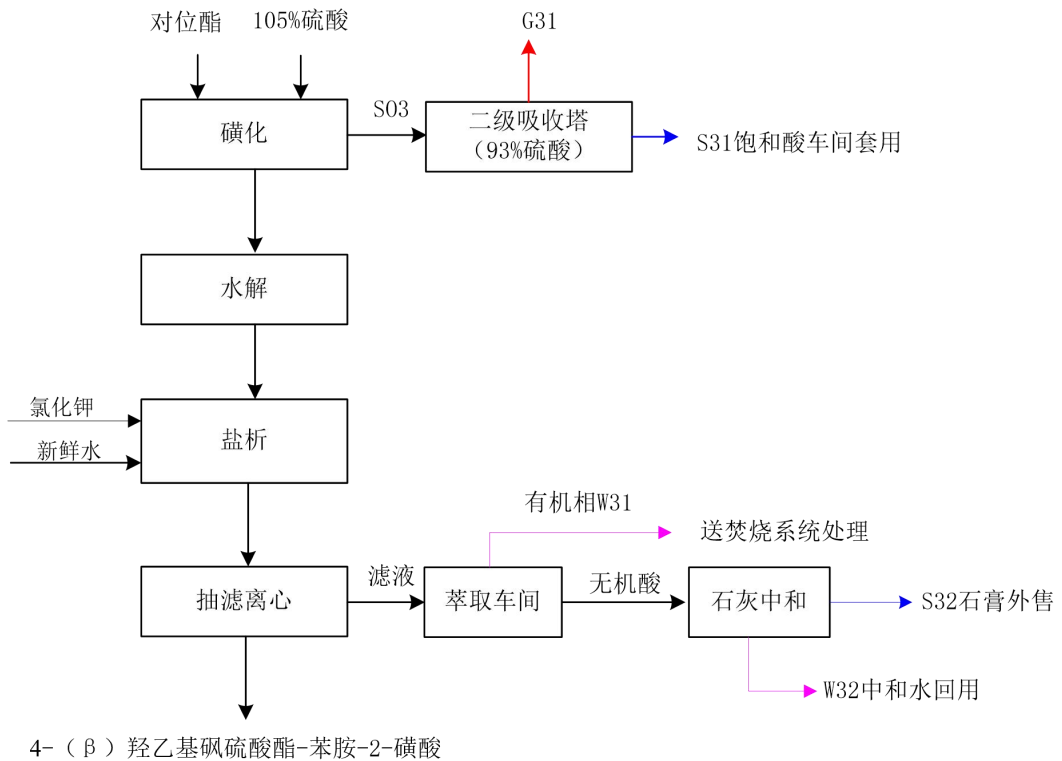 对位酯 105%硫酸 G31
磺化 SO3 二级吸收塔
（93%硫酸）
S31饱和酸车间套用
水解
氯化钾
新鲜水
盐析
有机相W31
送焚烧系统处理
抽滤离心 滤液 萃取车间 无机酸 石灰中和 S32石膏外售
W32中和水回用
4-（β）羟乙基砜硫酸酯-苯胺-2-磺酸